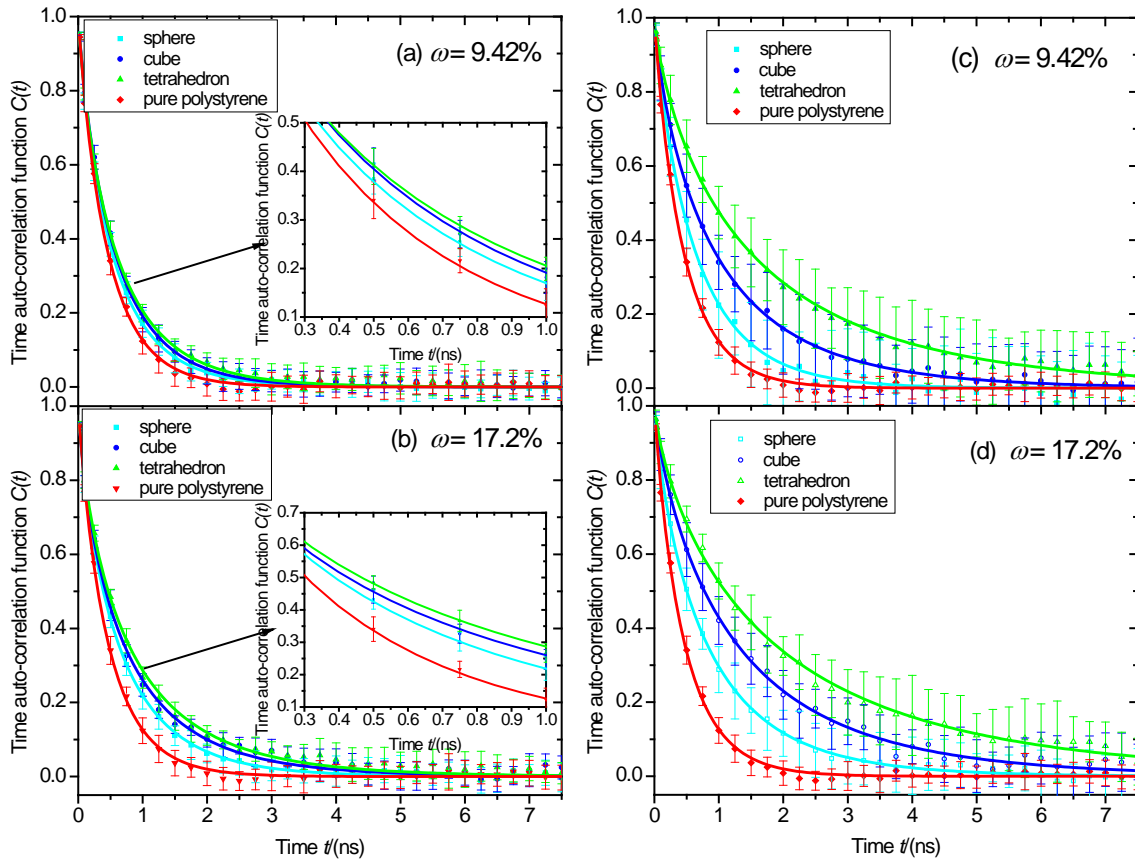 1.0
0.8
0.6
0.4
0.2
0.0
Time auto-correlation function C(t)
sphere
cube
tetrahedron
pure polystyrene
(a) ω= 9.42%
0.5
0.4
0.3
0.2
0.1
Time auto-correlation function C(t)
0.3 0.4 0.5 0.6 0.7 0.8 0.9 1.0
Time t/(ns)
1.0
0.8
0.6
0.4
0.2
0.0
Time auto-correlation function C(t)
sphere
cube
tetrahedron
pure polystyrene
(b) ω= 17.2%
0.7
0.6
0.5
0.4
0.3
0.2
0.1
Time auto-correlation function C(t)
0.3 0.4 0.5 0.6 0.7 0.8 0.9 1.0
Time t/(ns)
0 1 2 3 4 5 6 7
Time t/(ns)
1.0
0.8
0.6
0.4
0.2
0.0
Time auto-correlation function C(t)
sphere
cube
tetrahedron
pure polystyrene
(c) ω= 9.42%
1.0
0.8
0.6
0.4
0.2
0.0
Time auto-correlation function C(t)
sphere
cube
tetrahedron
pure polystyrene
(d) ω= 17.2%
0 1 2 3 4 5 6 7
Time t/(ns)